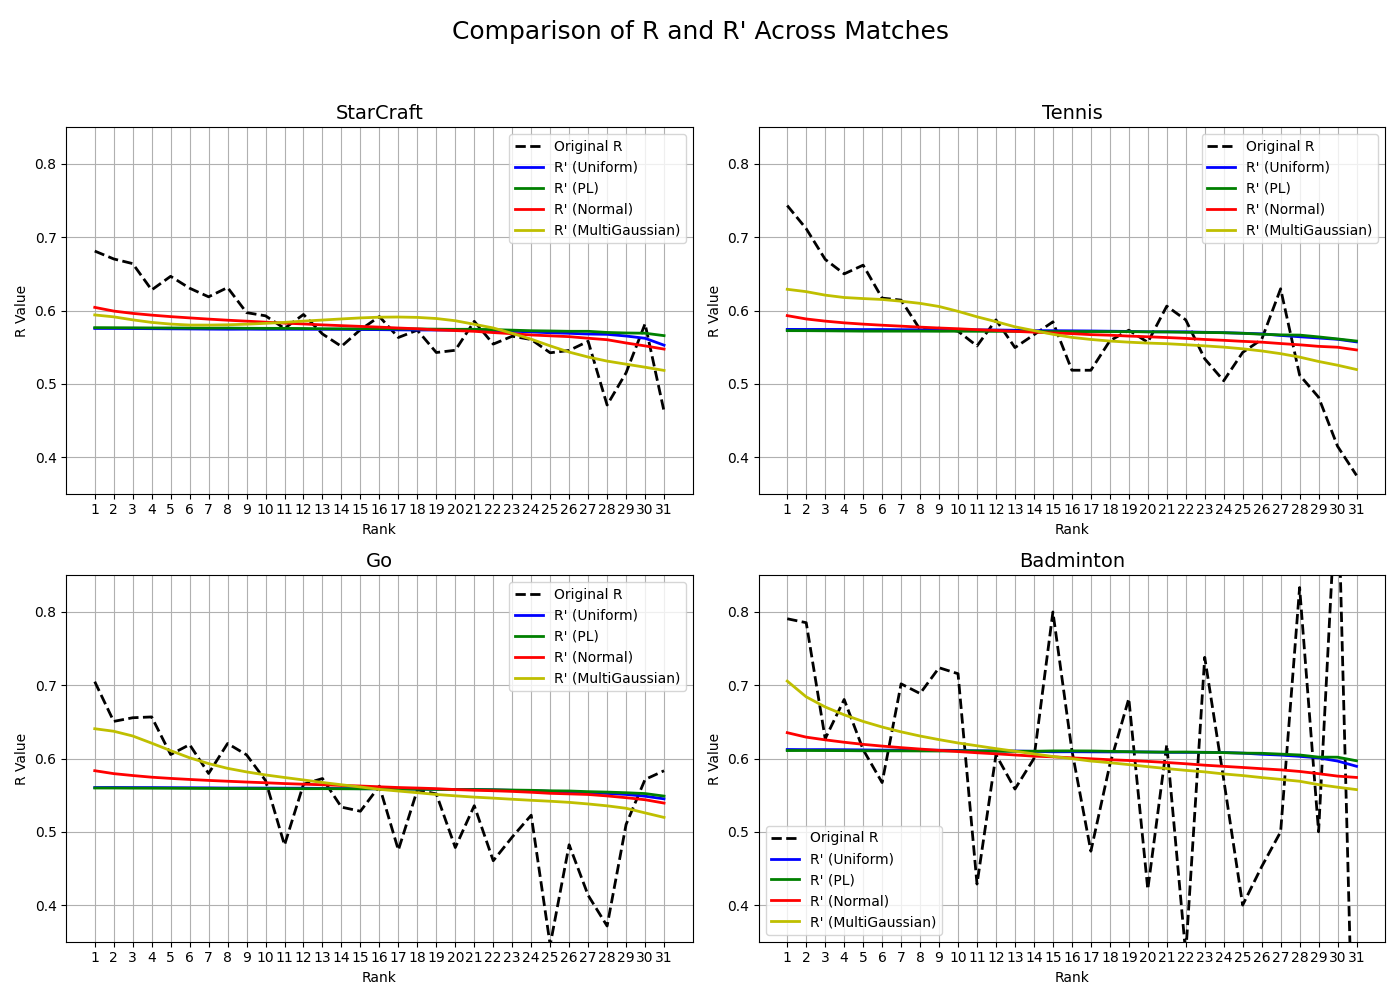 Comparison of R and R' Across Matches
StarCraft
R Value
0.8
0.7
0.6
0.5
0.4
Original R
R' (Uniform)
R' (PL)
R' (Normal)
R' (MultiGaussian)
1 2 3 4 5 6 7 8 9 10 11 12 13 14 15 16 17 18 19 20 21 22 23 24 25 26 27 28 29 30 31
Rank
Tennis
R Value
0.8
0.7
0.6
0.5
0.4
Original R
R' (Uniform)
R' (PL)
R' (Normal)
R' (MultiGaussian)
1 2 3 4 5 6 7 8 9 10 11 12 13 14 15 16 17 18 19 20 21 22 23 24 25 26 27 28 29 30 31
Rank
Go
R Value
0.8
0.7
0.6
0.5
0.4
Original R
R' (Uniform)
R' (PL)
R' (Normal)
R' (MultiGaussian)
1 2 3 4 5 6 7 8 9 10 11 12 13 14 15 16 17 18 19 20 21 22 23 24 25 26 27 28 29 30 31
Rank
Badminton
R Value
0.8
0.7
0.6
0.5
0.4
Original R
R' (Uniform)
R' (PL)
R' (Normal)
R' (MultiGaussian)
1 2 3 4 5 6 7 8 9 10 11 12 13 14 15 16 17 18 19 20 21 22 23 24 25 26 27 28 29 30 31
Rank